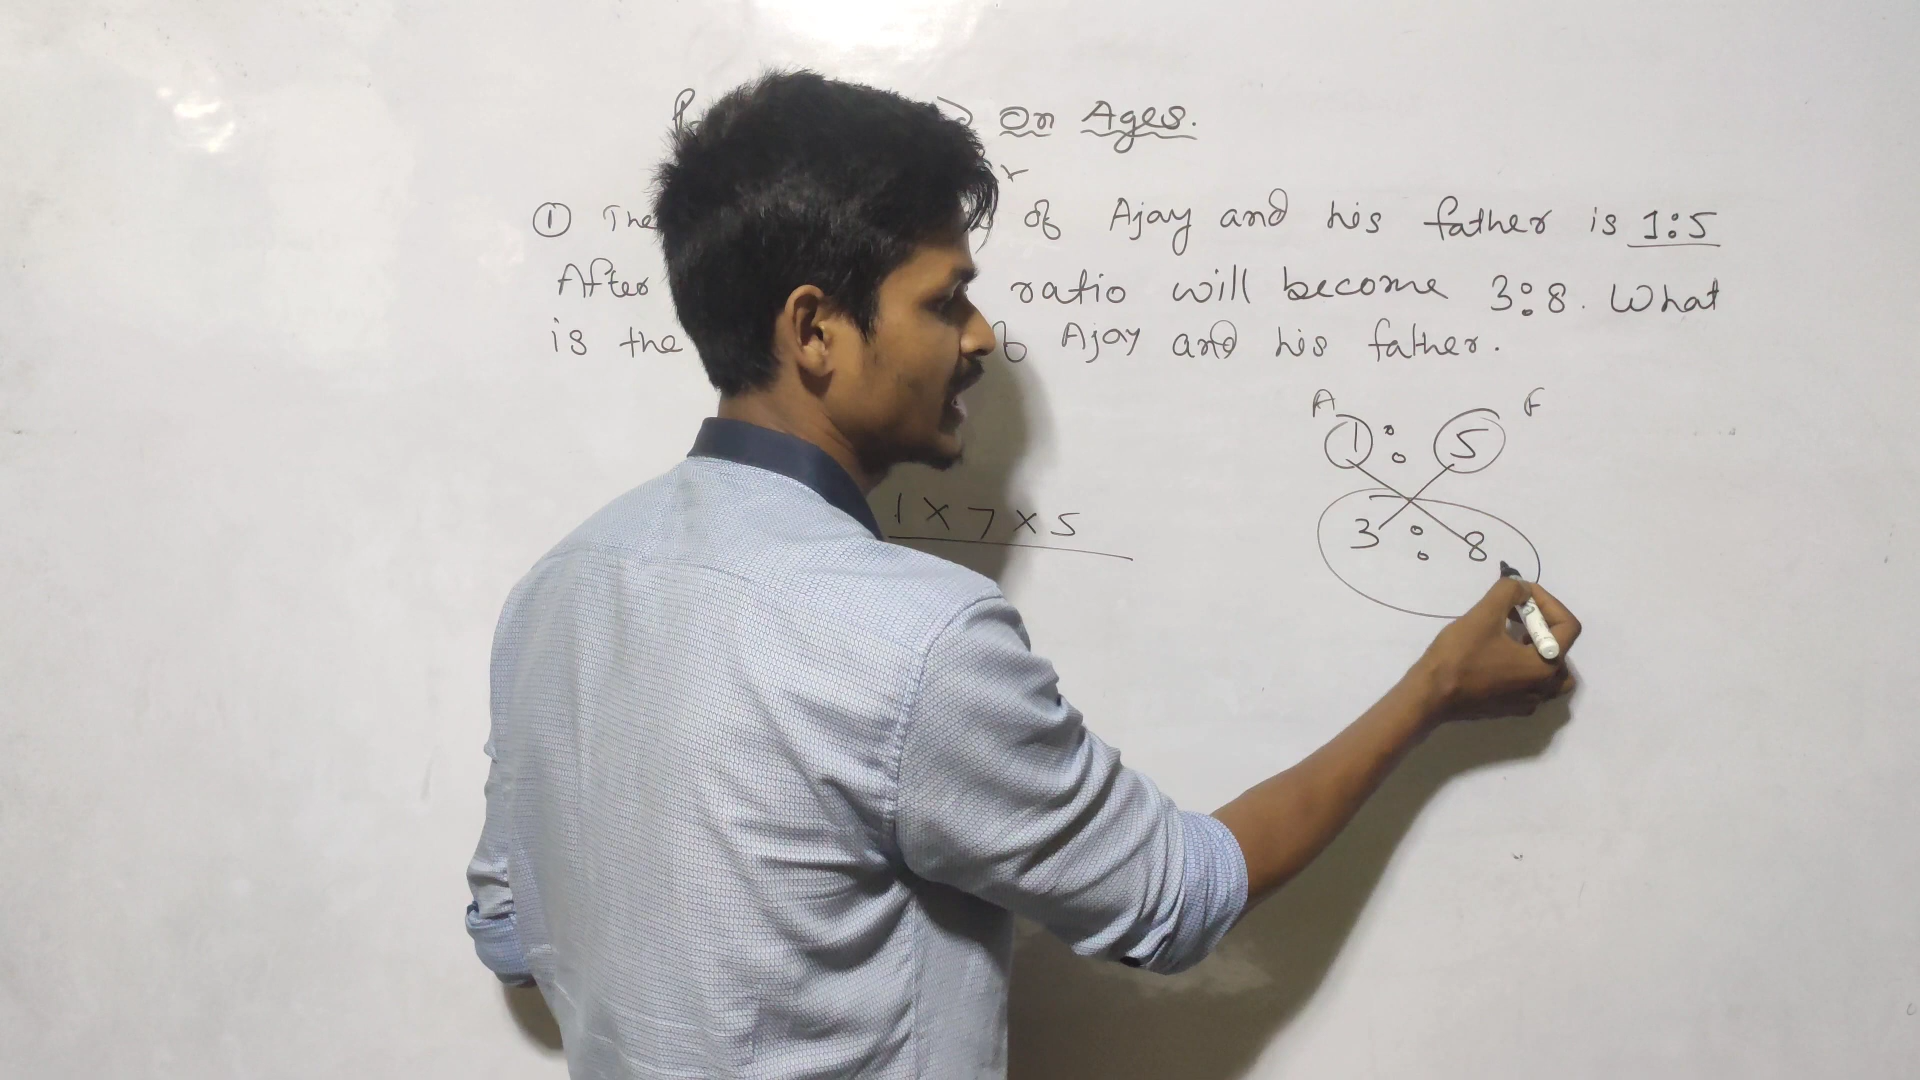 On Ages.
① The of Ajay and his father is 1:5
After ratio will become 3:8. What
is the Ajay and his father.
A F
1 : 5
1 × 7 × 5
3 : 8